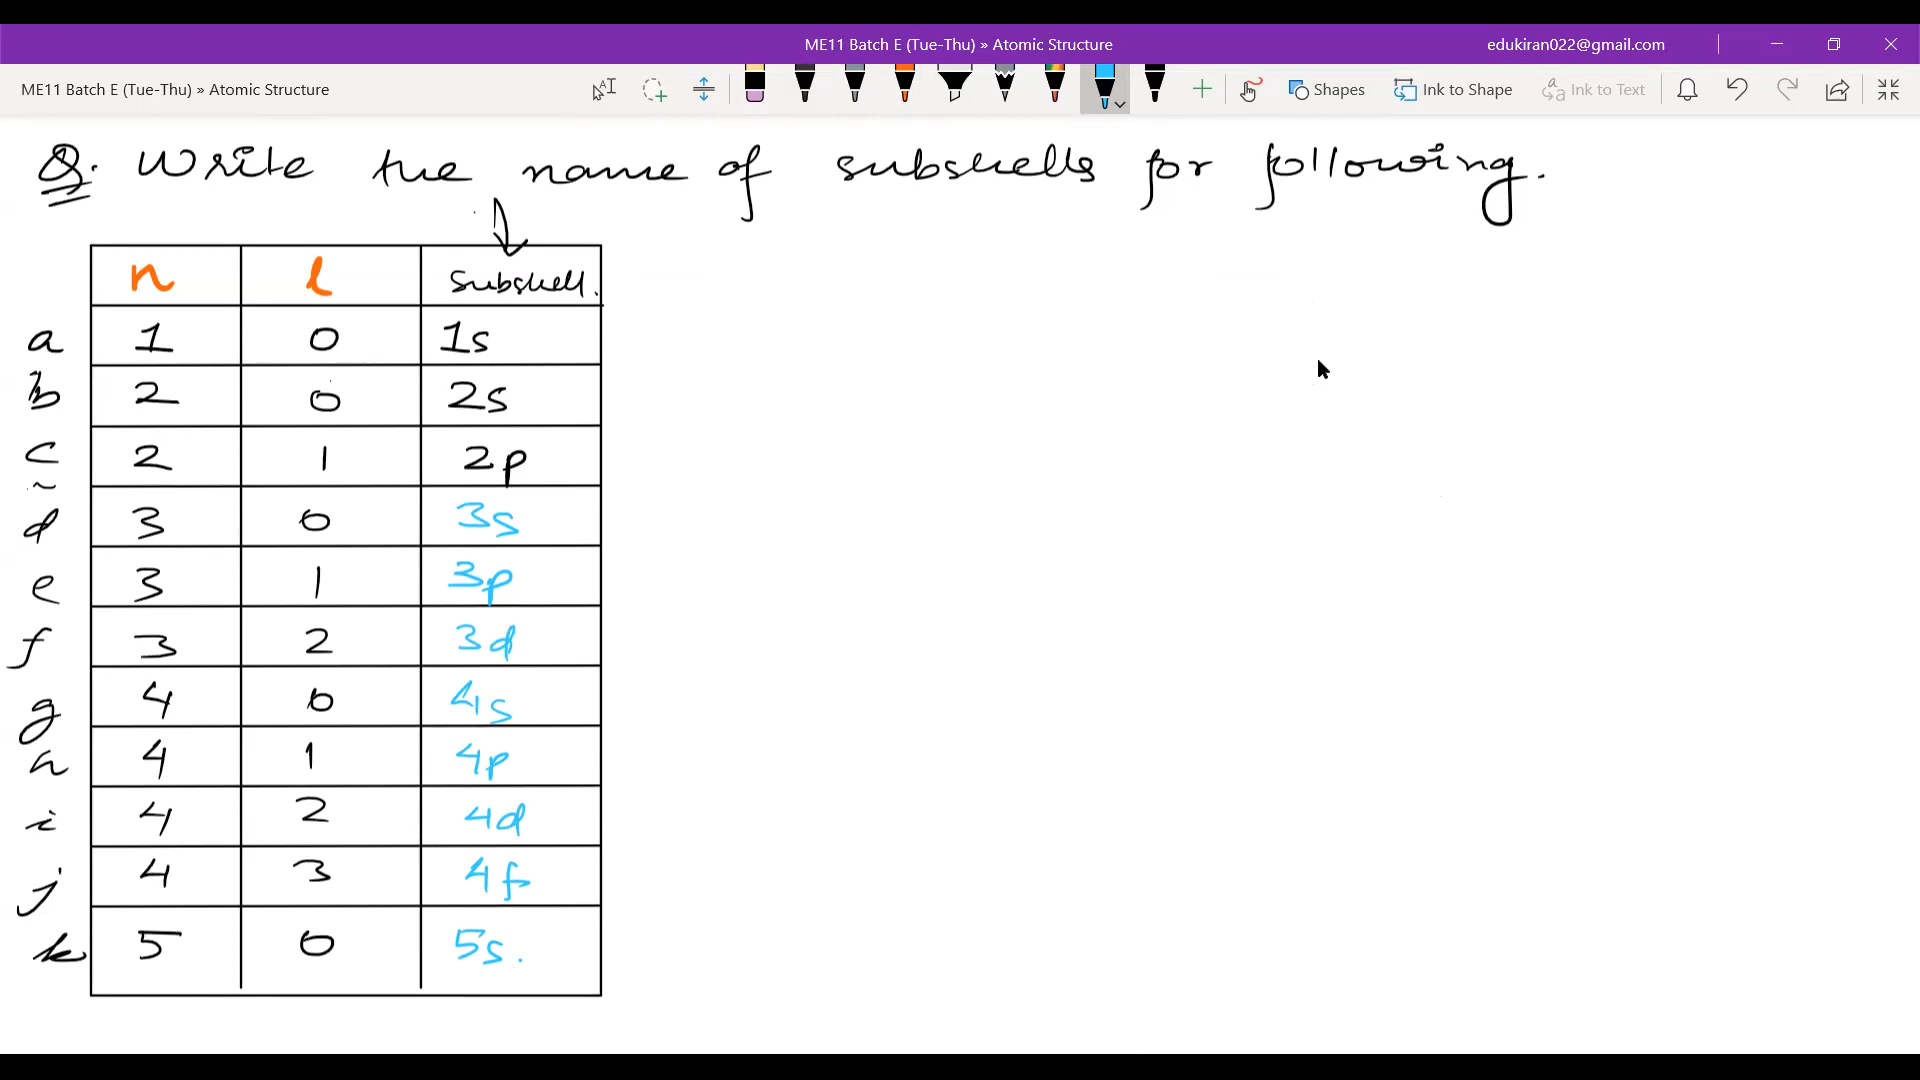 ME11 Batch E (Tue-Thu) » Atomic Structure edukiran022@gmail.com
ME11 Batch E (Tue-Thu) » Atomic Structure Shapes Ink to Shape Ink to Text
Q. Write the name of subshells for following.
n l Subshell.
a 1 0 1s
b 2 0 2s
c 2 1 2p
d 3 0 3s
e 3 1 3p
f 3 2 3d
g 4 0 4s
h 4 1 4p
i 4 2 4d
j 4 3 4f
k 5 0 5s.